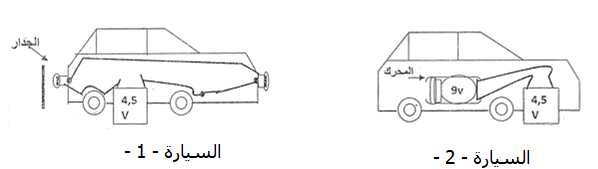 الجدار
4,5
V
السيارة - 1 -
المحرك
9v
4,5
V
السيارة - 2 -